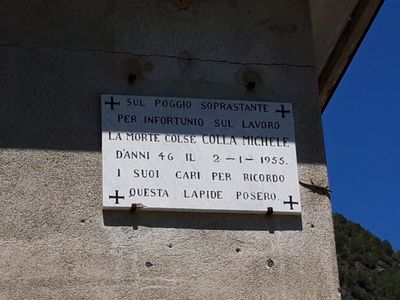 SUL POGGIO SOPRASTANTE
PER INFORTUNIO SUL LAVORO
LA MORTE COLSE COLLA MICHELE
D'ANNI 46 IL 2-1-1955.
I SUOI CARI PER RICORDO
QUESTA LAPIDE POSERO.